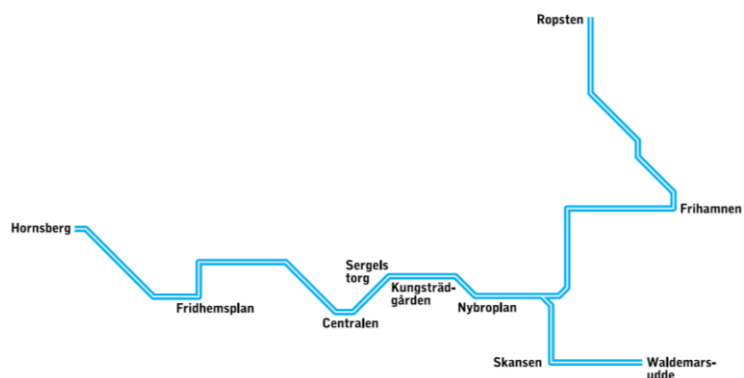 Ropsten
Frihamnen
Hornsberg
Sergels
torg
Kungsträd-
gården
Fridhemsplan
Nybroplan
Centralen
Skansen
Waldemars-
udde